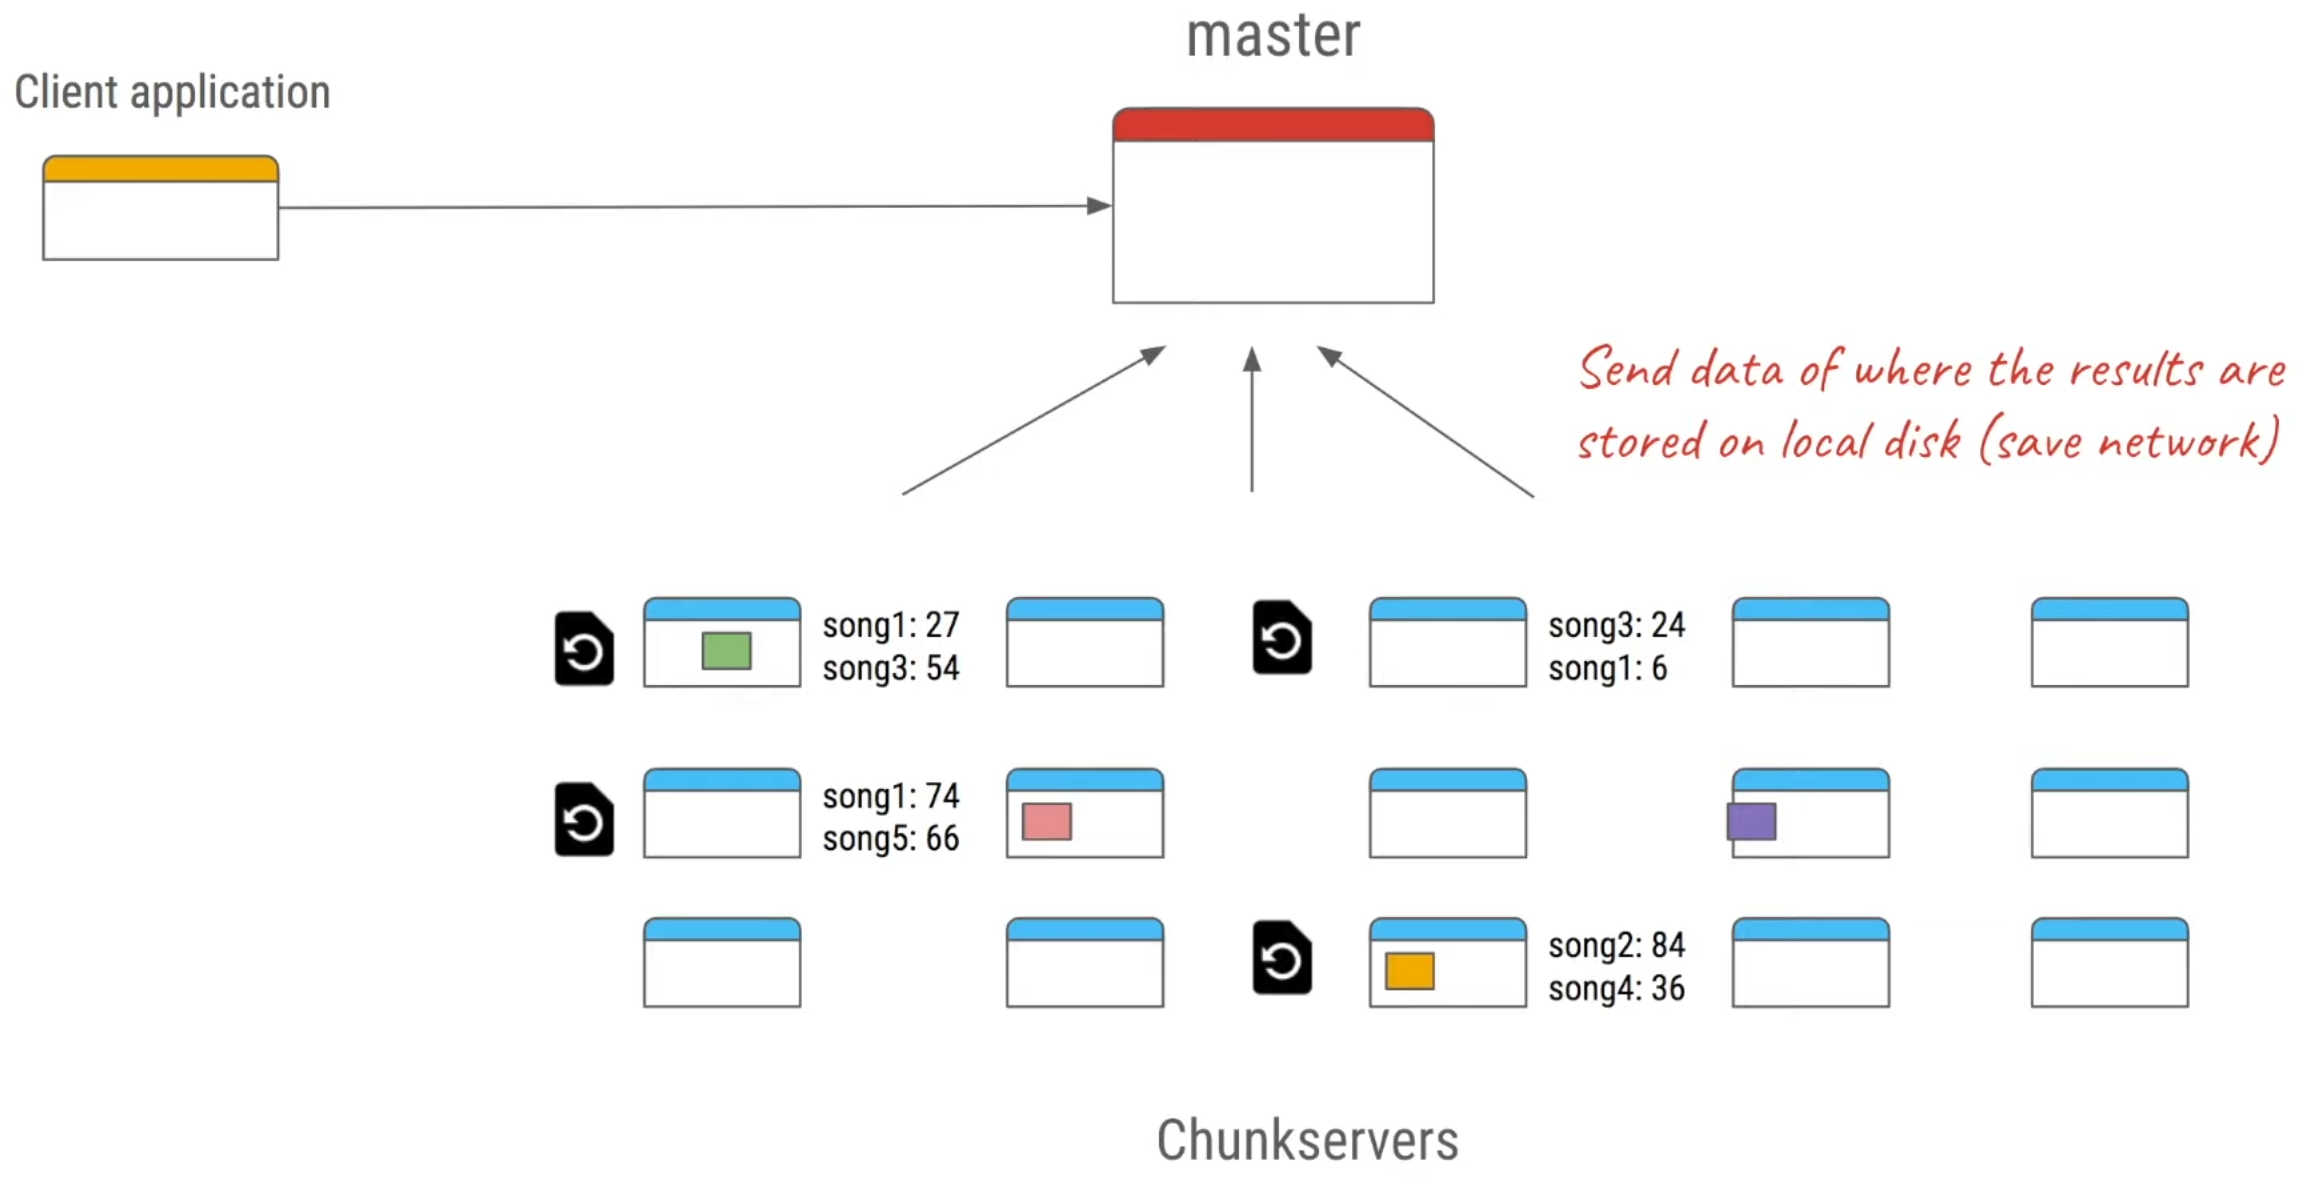 master
Client application
Send data of where the results are
stored on local disk (save network)
song1: 27
song3: 54
song3: 24
song1: 6
song1: 74
song5: 66
song2: 84
song4: 36
Chunkservers